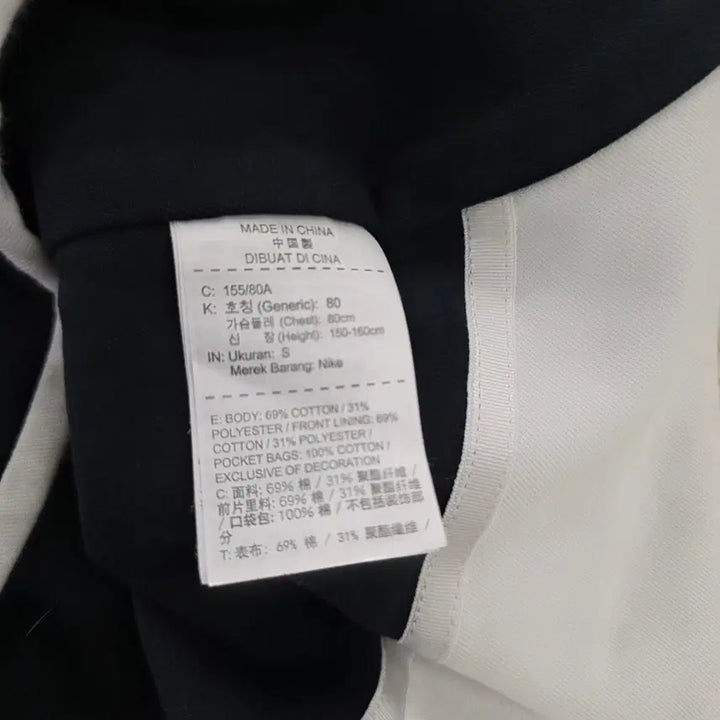 MADE IN CHINA
中国製
DIBUAT DI CINA
C: 155/80A
K: 호칭 (Generic): 80
가슴둘레 (Chest): 80cm
신 장 (Height): 150-160cm
IN: Ukuran: S
Merek Barang: Nike
E: BODY: 69% COTTON / 31%
POLYESTER / FRONT LINING: 69%
COTTON / 31% POLYESTER /
POCKET BAGS: 100% COTTON /
EXCLUSIVE OF DECORATION
C: 面料: 69% 棉 / 31% 聚酯纤维 /
前片里料: 69% 棉 / 31% 聚酯纤维
/ 口袋包: 100% 棉 / 不包括装饰部
分
T: 表布: 69% 棉 / 31% 聚酯纖維 /